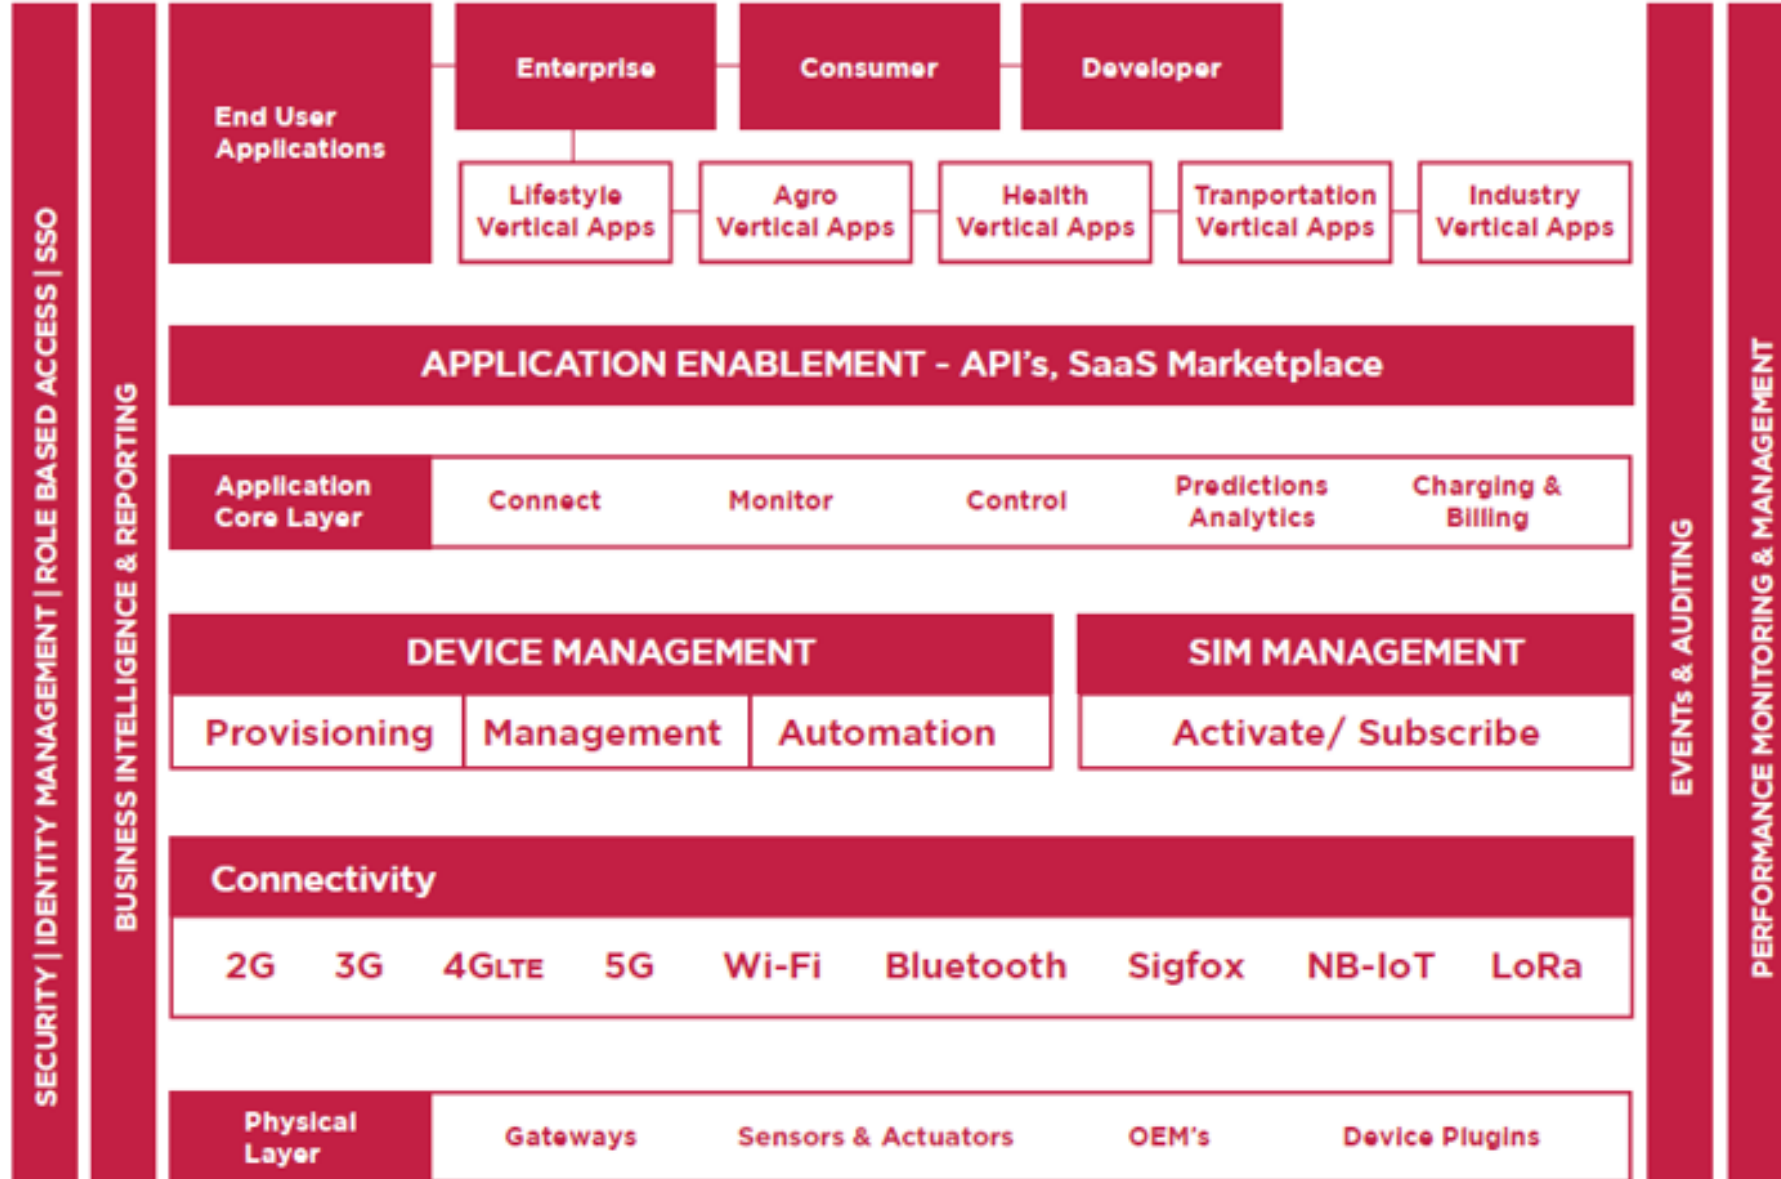 SECURITY | IDENTITY MANAGEMENT | ROLE BASED ACCESS | SSO
BUSINESS INTELLIGENCE & REPORTING
End User
Applications
Enterprise
Consumer
Developer
Lifestyle
Vertical Apps
Agro
Vertical Apps
Health
Vertical Apps
Tranportation
Vertical Apps
Industry
Vertical Apps
APPLICATION ENABLEMENT - API's, SaaS Marketplace
Application
Core Layer
Connect
Monitor
Control
Predictions
Analytics
Charging &
Billing
DEVICE MANAGEMENT
Provisioning
Management
Automation
SIM MANAGEMENT
Activate/ Subscribe
Connectivity
2G 3G 4GLTE 5G Wi-Fi Bluetooth Sigfox NB-IoT LoRa
Physical
Layer
Gateways
Sensors & Actuators
OEM's
Device Plugins
EVENTs & AUDITING
PERFORMANCE MONITORING & MANAGEMENT